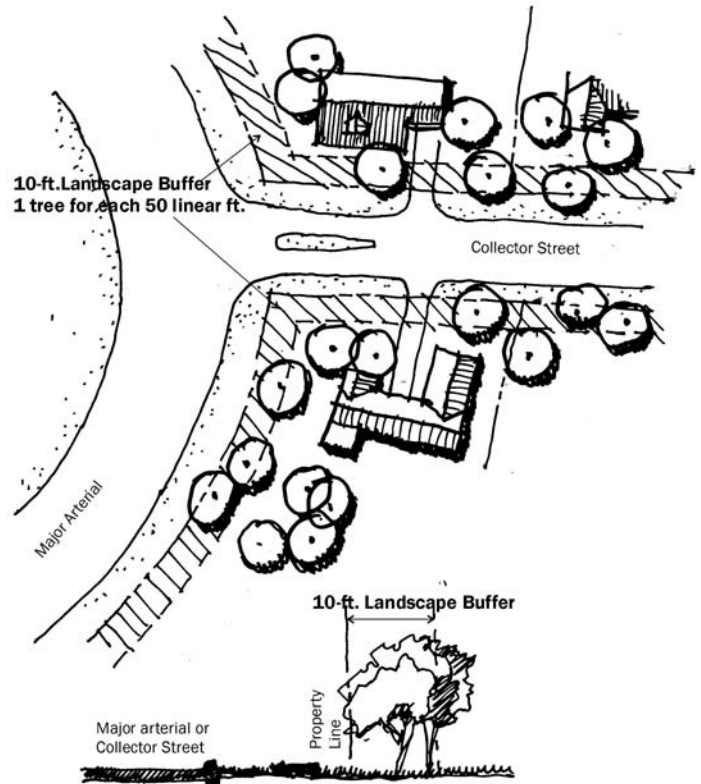 10-ft.Landscape Buffer
1 tree for each 50 linear ft.
Collector Street
Major Arterial
10-ft. Landscape Buffer
Property
Line
Major arterial or
Collector Street